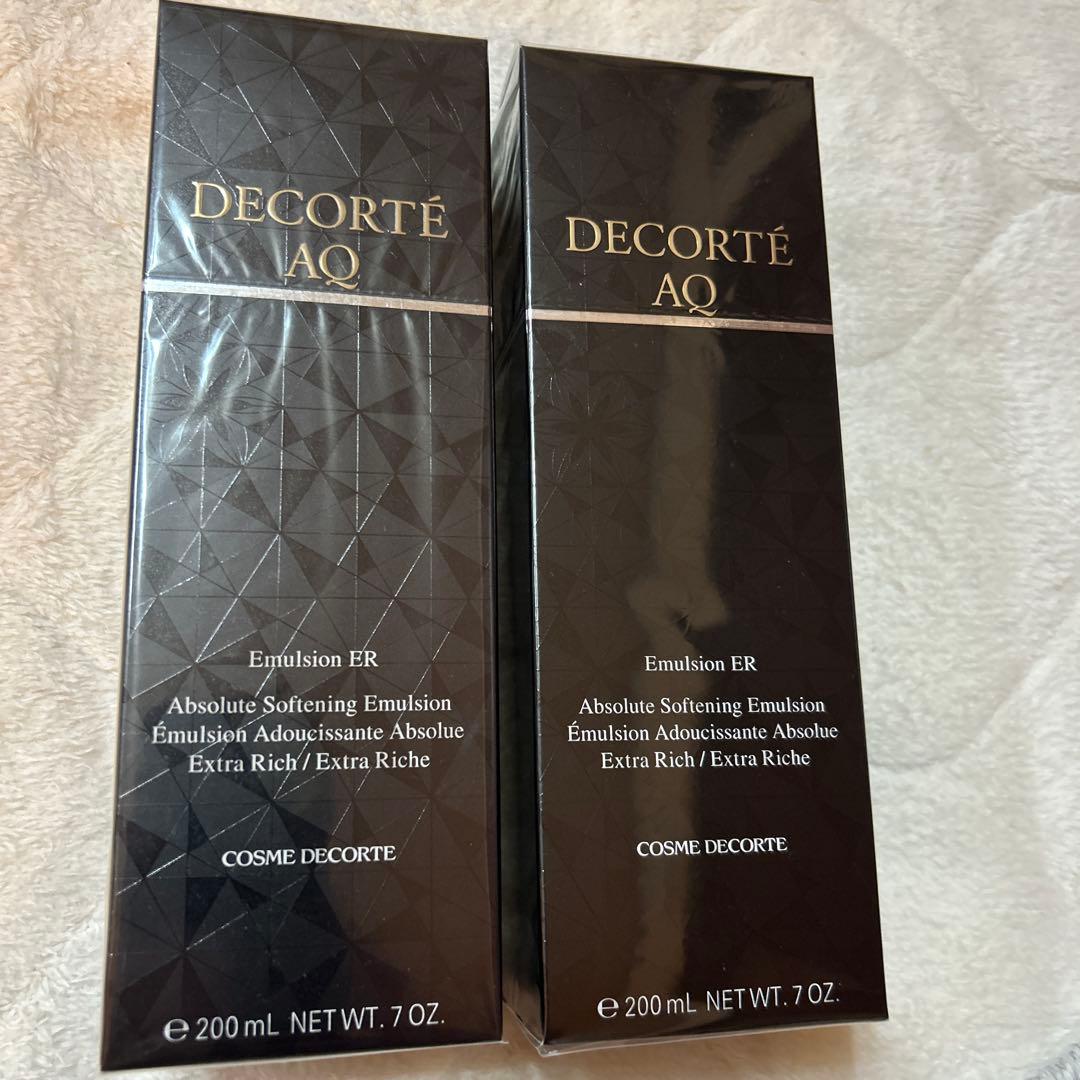 DECORTÉ
AQ
Emulsion ER
Absolute Softening Emulsion
Émulsion Adoucissante Absolue
Extra Rich / Extra Riche
COSME DECORTE
℮ 200 mL NET WT. 7 OZ.
DECORTÉ
AQ
Emulsion ER
Absolute Softening Emulsion
Émulsion Adoucissante Absolue
Extra Rich / Extra Riche
COSME DECORTE
℮ 200 mL NET WT. 7 OZ.